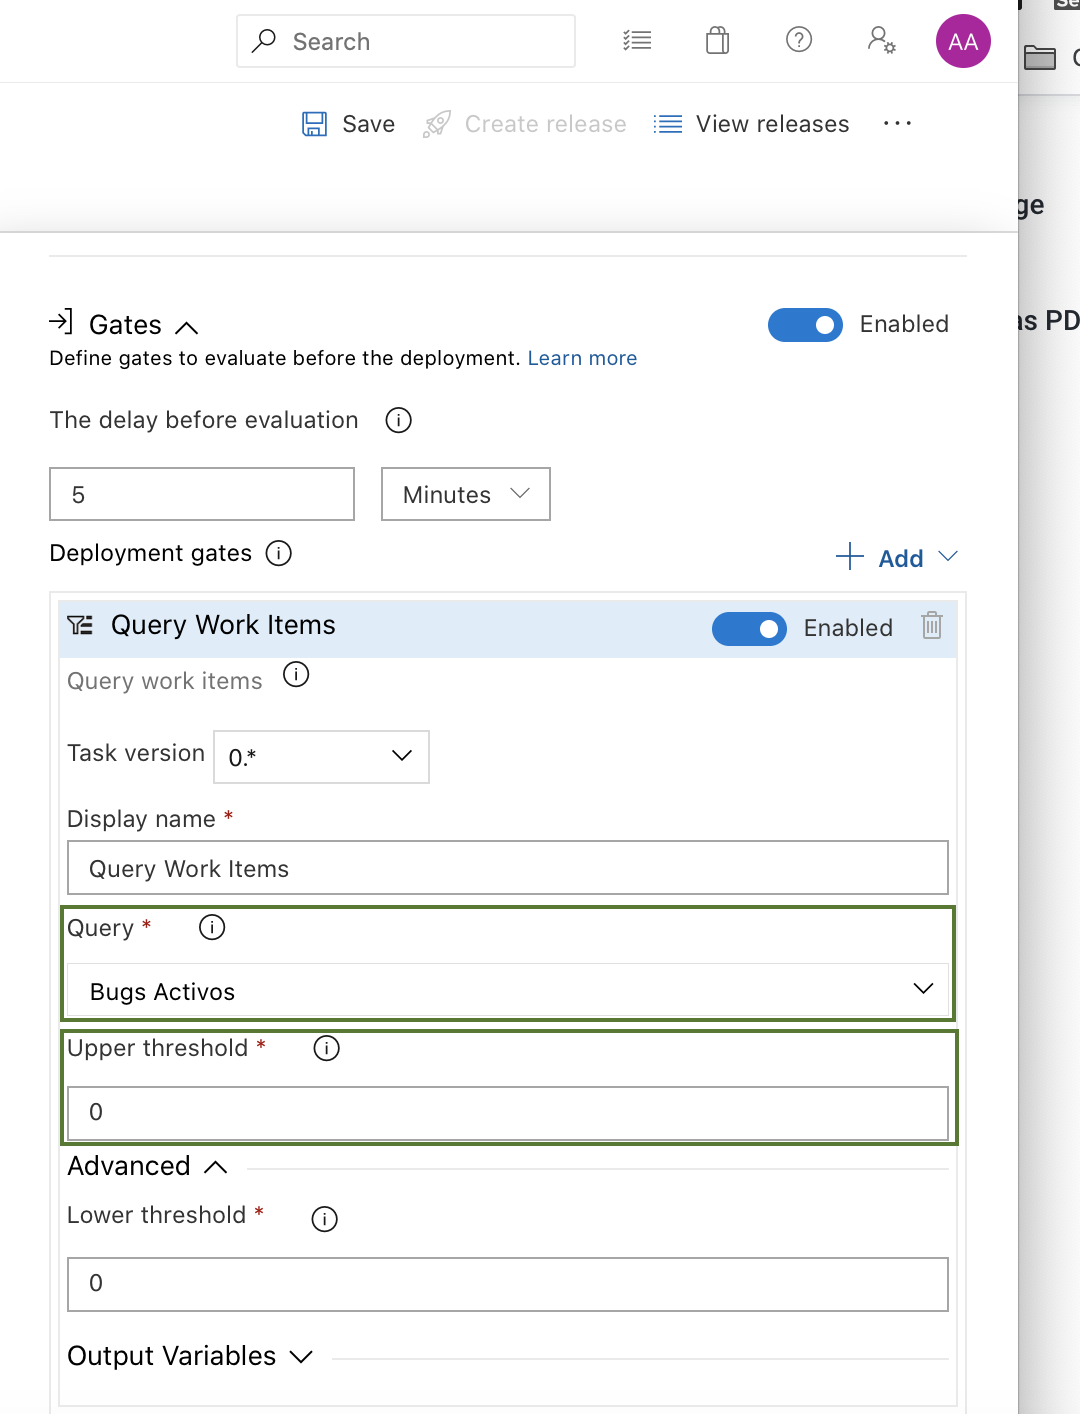 Search
AA
Save
Create release
View releases
ge
Gates
Enabled
as PD
Define gates to evaluate before the deployment. Learn more
The delay before evaluation
5
Minutes
Deployment gates
Add
Query Work Items
Enabled
Query work items
Task version
0.*
Display name *
Query Work Items
Query *
Bugs Activos
Upper threshold *
0
Advanced
Lower threshold *
0
Output Variables